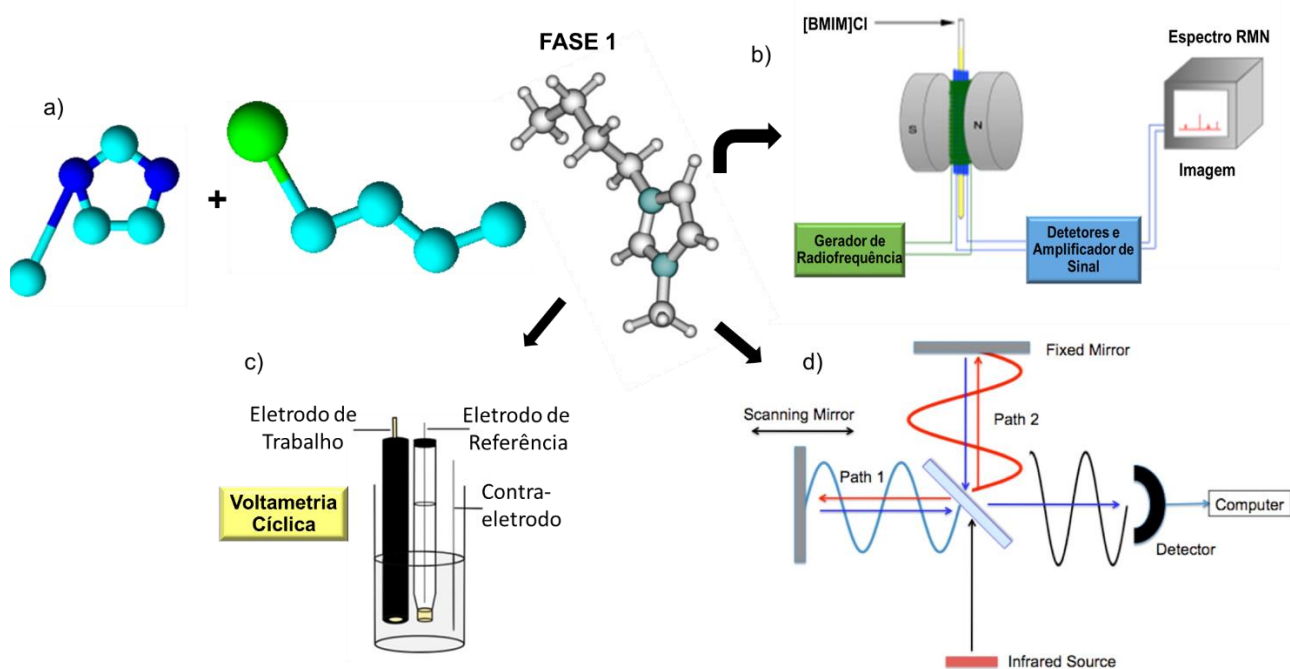 FASE 1
a)
+
b)
[BMIM]Cl
Espectro RMN
S
N
Imagem
Gerador de
Radiofrequência
Detetores e
Amplificador de
Sinal
c)
Eletrodo de
Trabalho
Eletrodo de
Referência
Contra-
eletrodo
Voltametria
Cíclica
d)
Fixed Mirror
Scanning Mirror
Path 2
Path 1
Computer
Detector
Infrared Source